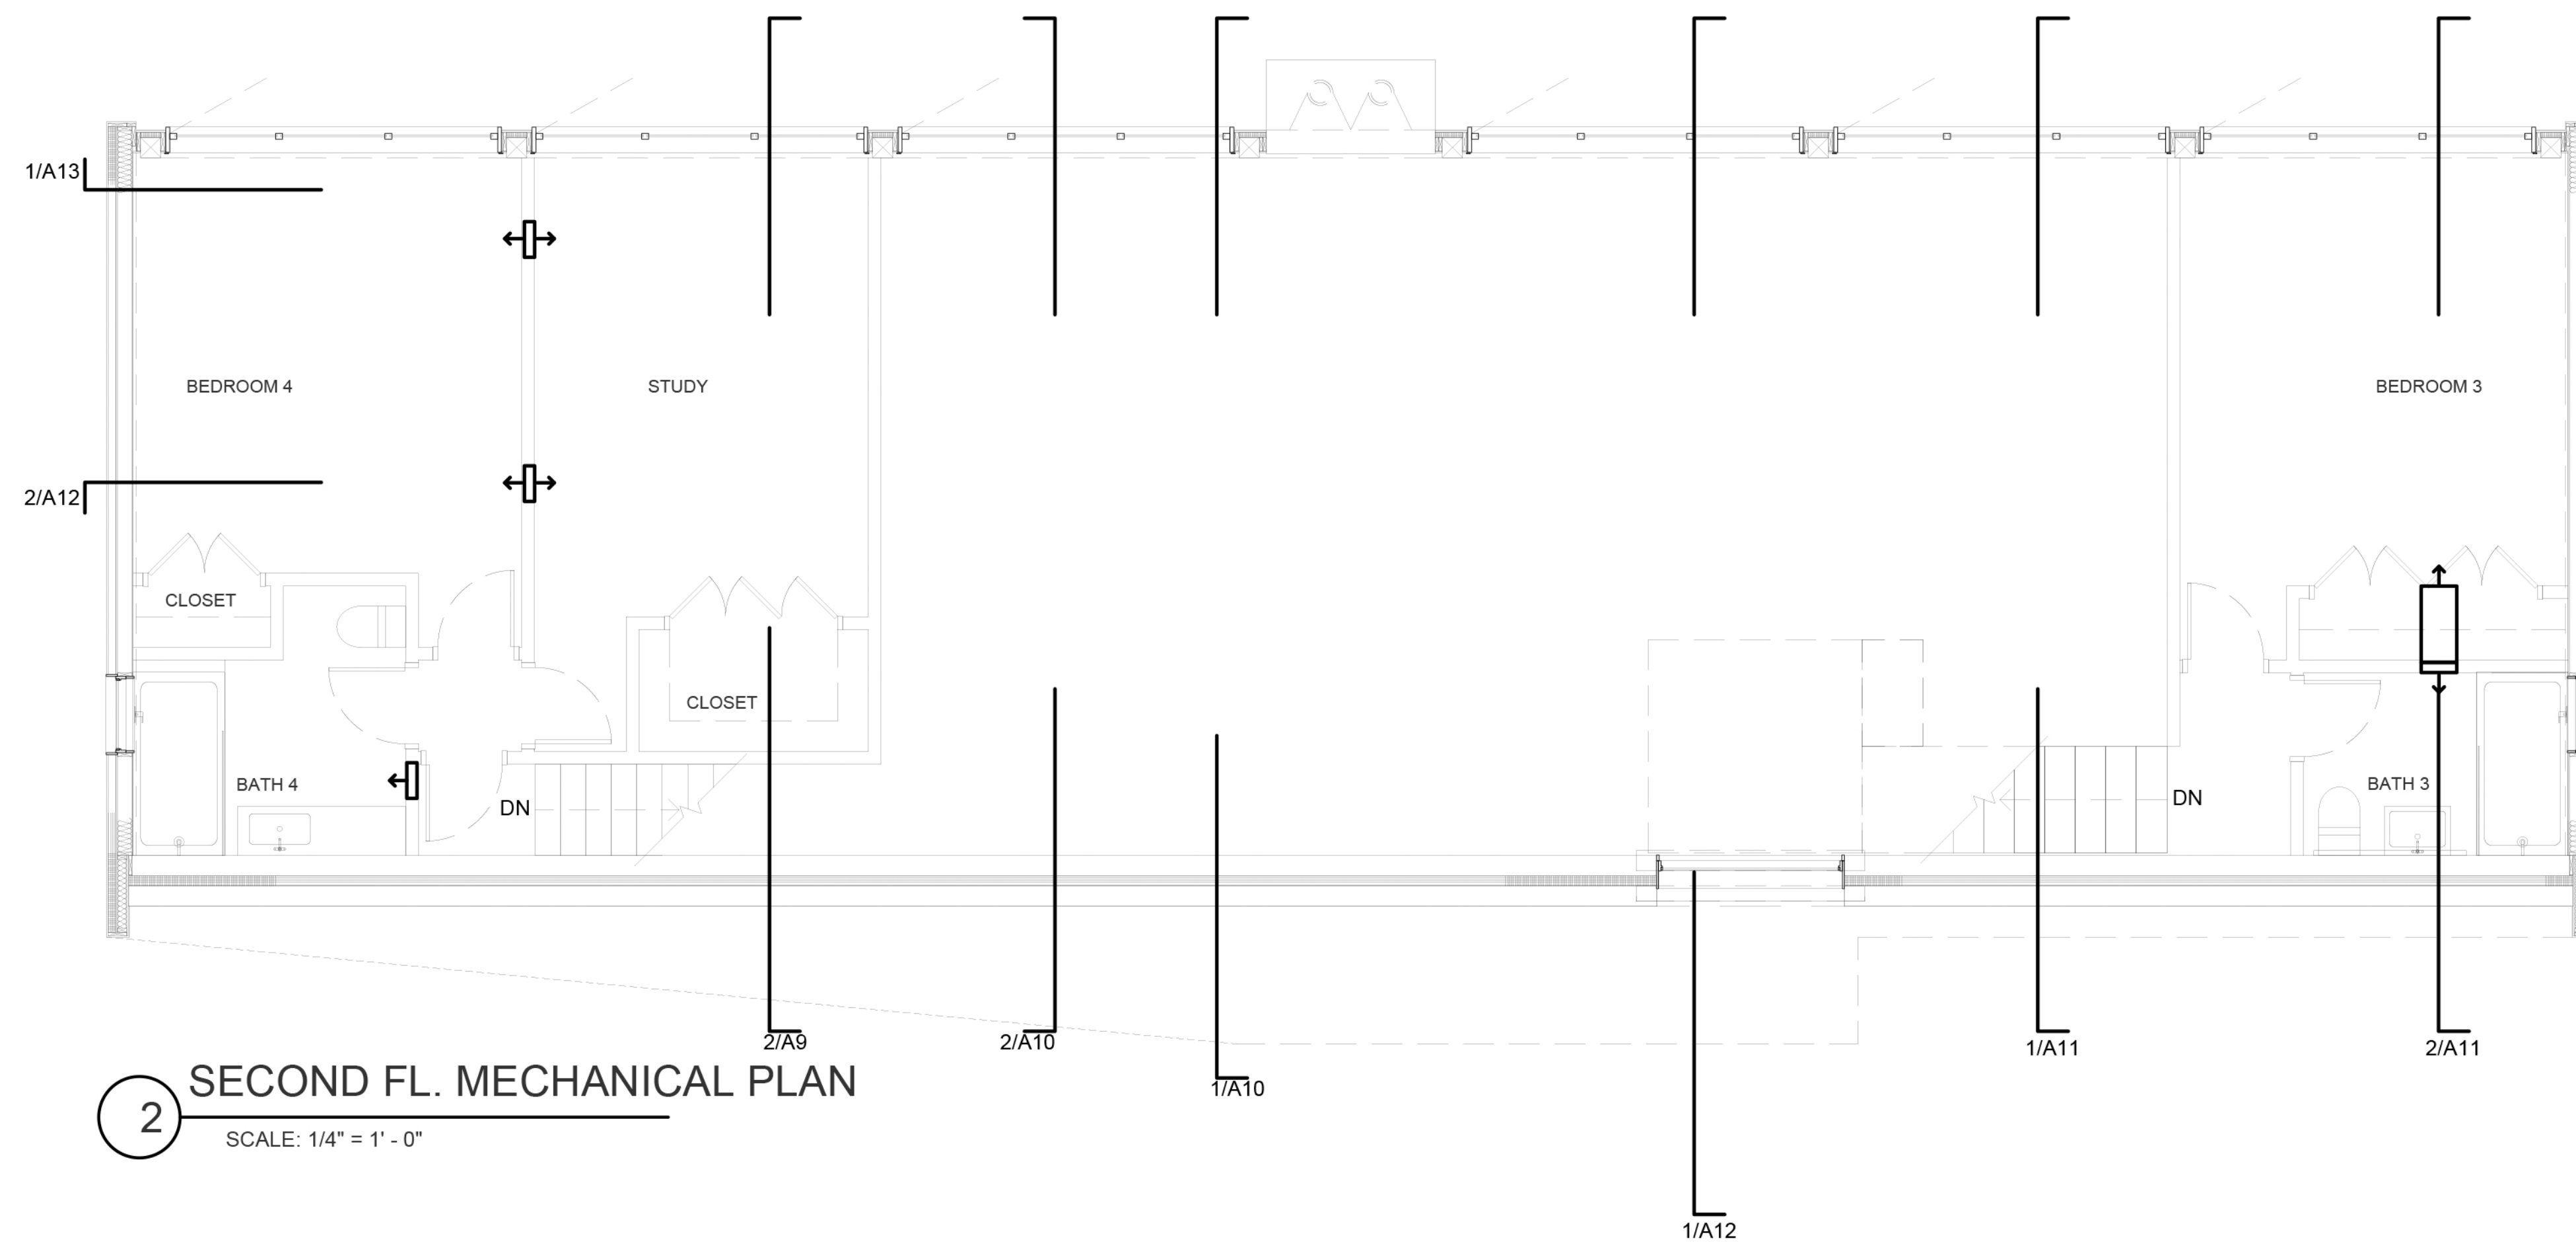 1/A13
BEDROOM 4
STUDY
BEDROOM 3
2/A12
CLOSET
CLOSET
BATH 4
DN
DN
BATH 3
2/A9
2/A10
1/A11
2/A11
1/A10
2
SECOND FL. MECHANICAL PLAN
SCALE: 1/4" = 1' - 0"
1/A12